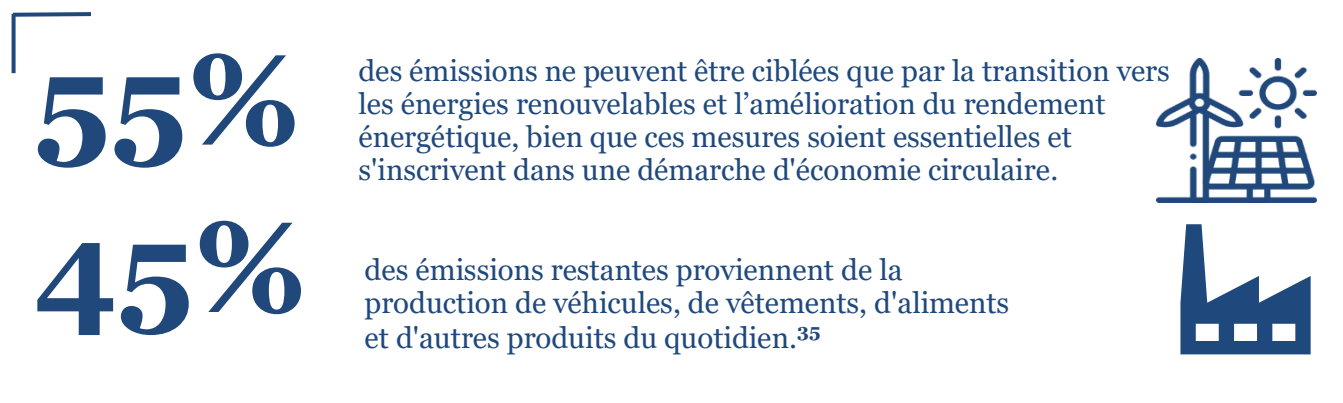 55%
des émissions ne peuvent être ciblées que par la transition vers
les énergies renouvelables et l’amélioration du rendement
énergétique, bien que ces mesures soient essentielles et
s'inscrivent dans une démarche d'économie circulaire.
45%
des émissions restantes proviennent de la
production de véhicules, de vêtements, d'aliments
et d'autres produits du quotidien.35